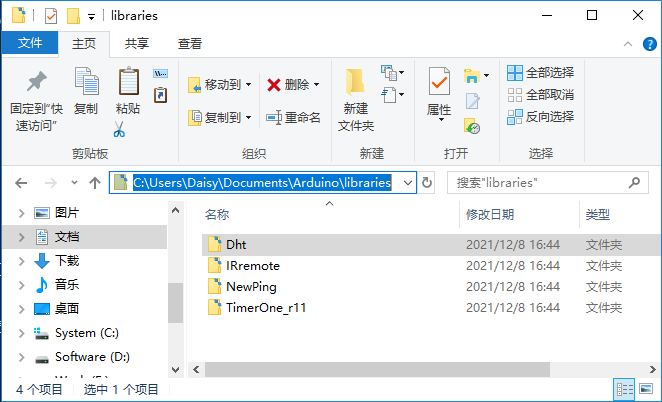 libraries
文件
主页
共享
查看
固定到"快速访问"
复制
粘贴
剪贴板
移动到
复制到
删除
重命名
组织
新建
文件夹
新建
属性
打开
全部选择
全部取消
反向选择
选择
C:\Users\Daisy\Documents\Arduino\libraries
搜索"libraries"
图片
文档
下载
音乐
桌面
System (C:)
Software (D:)
名称 修改日期 类型
Dht 2021/12/8 16:44 文件夹
IRremote 2021/12/8 16:44 文件夹
NewPing 2021/12/8 16:44 文件夹
TimerOne_r11 2021/12/8 16:44 文件夹
4 个项目 选中 1 个项目